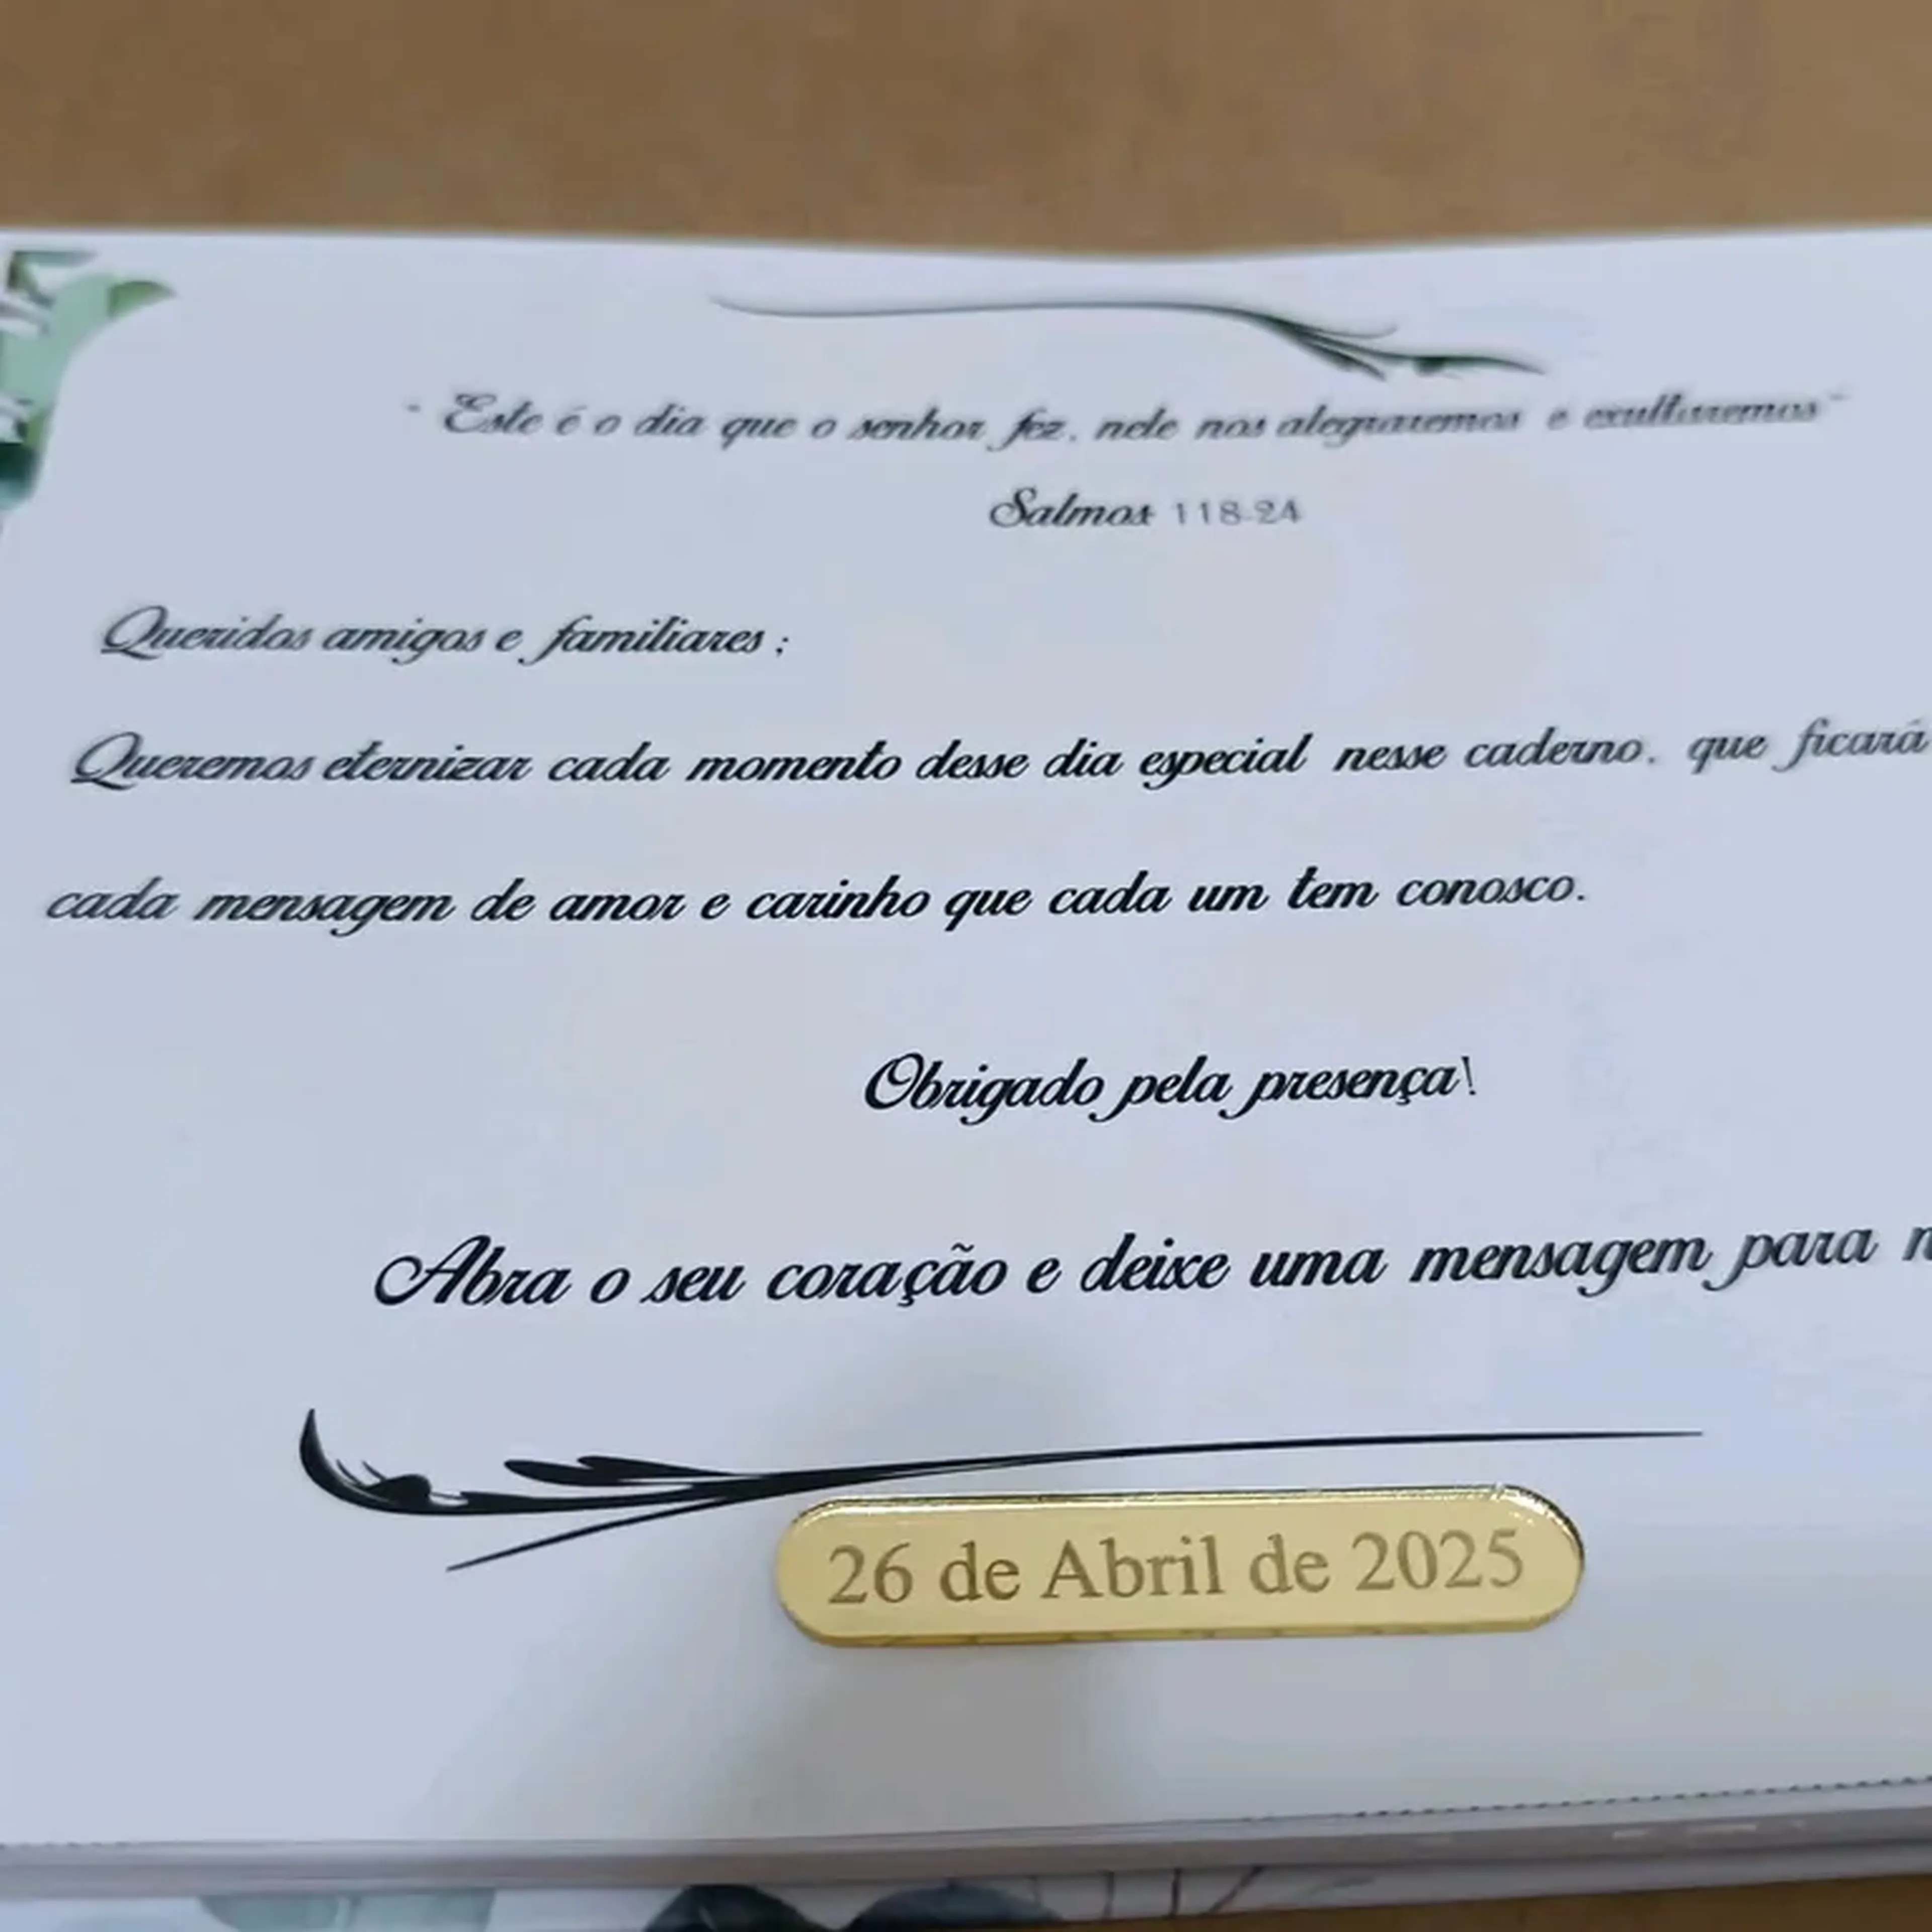 " Este é o dia que o senhor fez, nele nos alegraremos e exultaremos"
Salmos 118-24
Queridos amigos e familiares ;
Queremos eternizar cada momento desse dia especial nesse caderno, que ficará
cada mensagem de amor e carinho que cada um tem conosco.
Obrigado pela presença!
Abra o seu coração e deixe uma mensagem para
26 de Abril de 2025